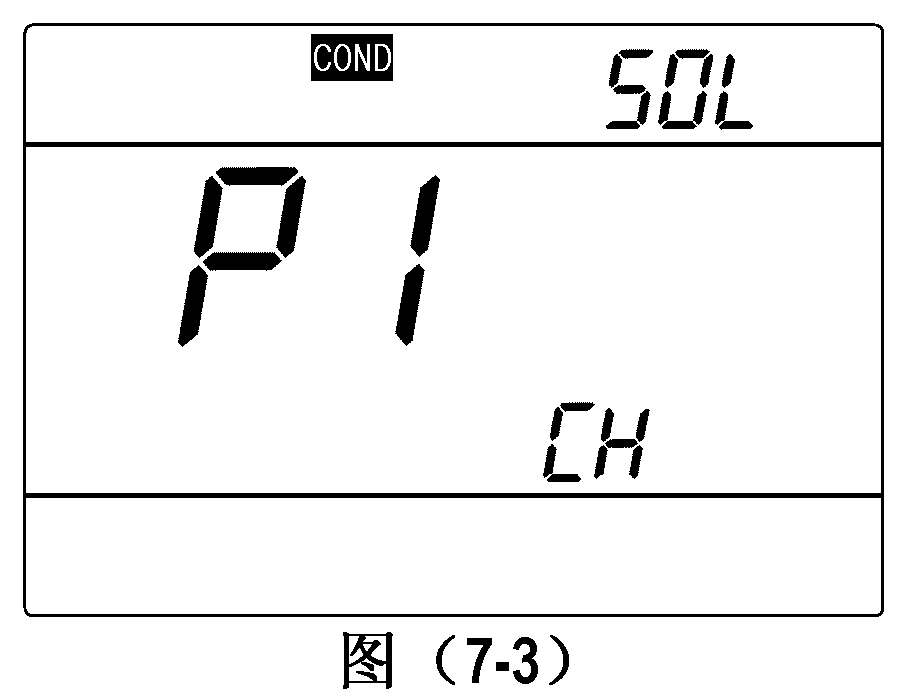 COND
SOL
P1
CH
图（7-3）